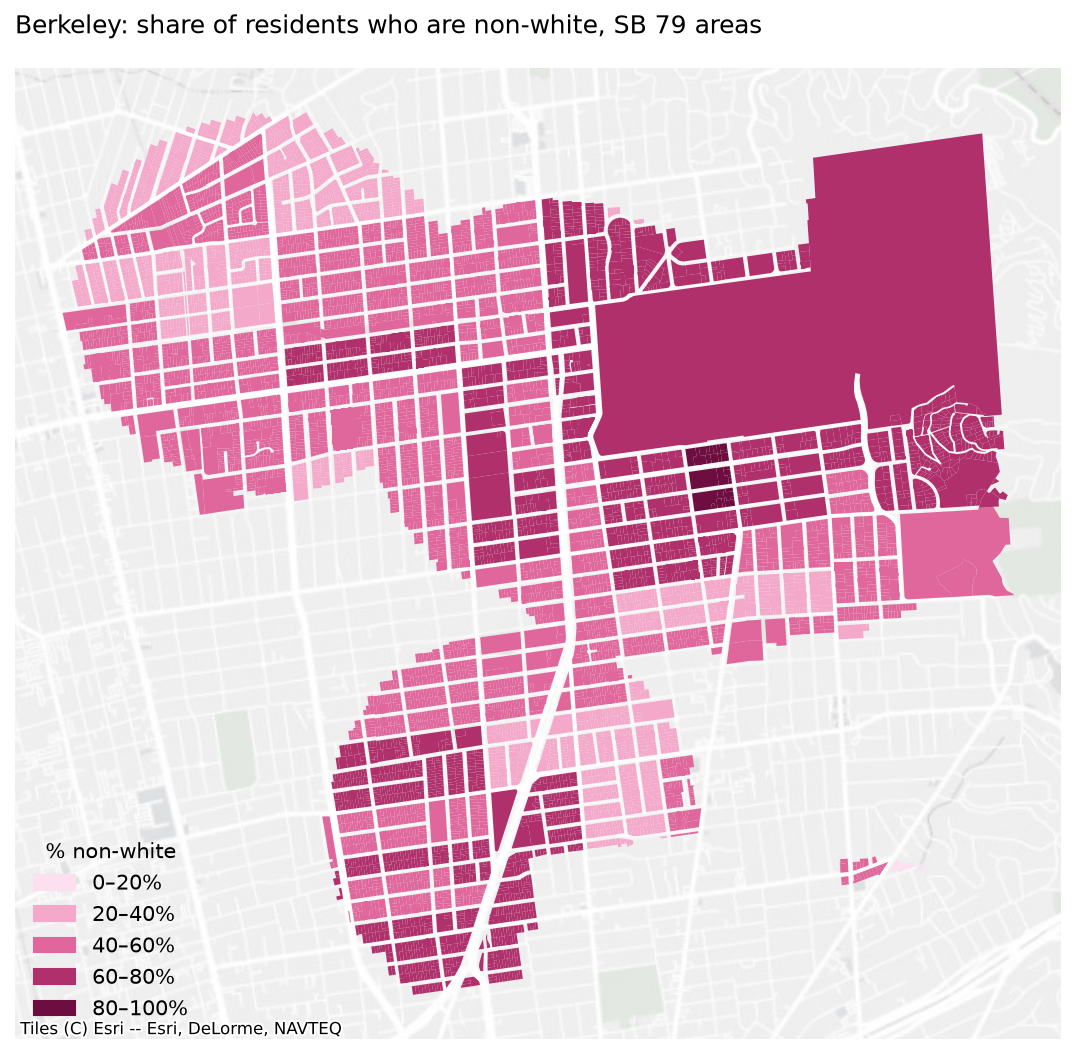 Berkeley: share of residents who are non-white, SB 79 areas
% non-white
0–20%
20–40%
40–60%
60–80%
80–100%
Tiles (C) Esri -- Esri, DeLorme, NAVTEQ